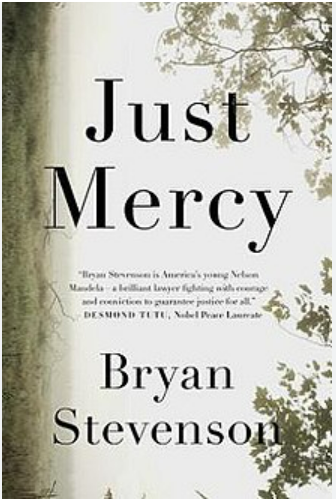 Just
Mercy
“Bryan Stevenson is America’s young Nelson
Mandela – a brilliant lawyer fighting with courage
and conviction to guarantee justice for all.”
DESMOND TUTU, Nobel Peace Laureate
Bryan
Stevenson